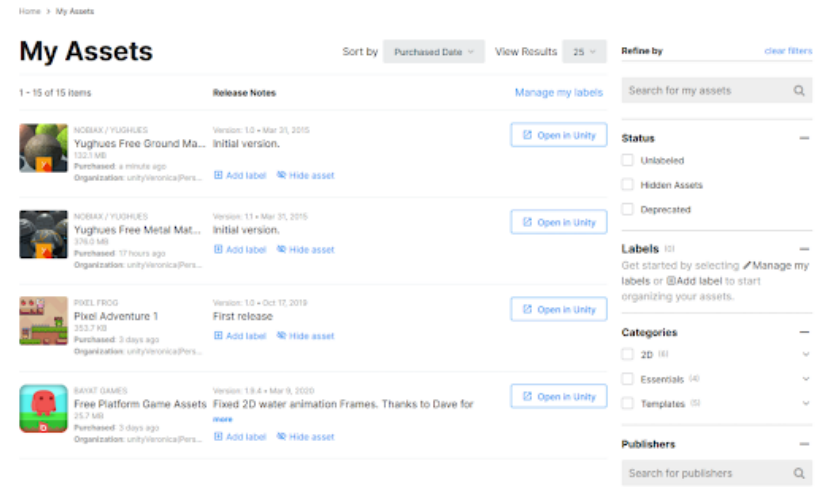 Home > My Assets
My Assets
Sort by Purchased Date View Results 25
1 - 15 of 15 items Release Notes Manage my labels
NOBIAX / YUGHUES
Yughues Free Ground Ma...
132.1 MB
Purchased: a minute ago
Organization: unityVeronica(Pers...
Version: 1.0 • Mar 31, 2015
Initial version.
Add label Hide asset
Open in Unity
NOBIAX / YUGHUES
Yughues Free Metal Mat...
376.0 MB
Purchased: 17 hours ago
Organization: unityVeronica(Pers...
Version: 1.1 • Mar 31, 2015
Initial version.
Add label Hide asset
Open in Unity
PIXEL FROG
Pixel Adventure 1
353.7 KB
Purchased: 3 days ago
Organization: unityVeronica(Pers...
Version: 1.0 • Oct 17, 2019
First release
Add label Hide asset
Open in Unity
BAYAT GAMES
Free Platform Game Assets
25.7 MB
Purchased: 3 days ago
Organization: unityVeronica(Pers...
Version: 1.9.4 • Mar 9, 2020
Fixed 2D water animation Frames. Thanks to Dave for
more
Add label Hide asset
Open in Unity
Refine by clear filters
Search for my assets
Status
Unlabeled
Hidden Assets
Deprecated
Labels (0)
Get started by selecting Manage my
labels or Add label to start
organizing your assets.
Categories
2D (6)
Essentials (4)
Templates (5)
Publishers
Search for publishers